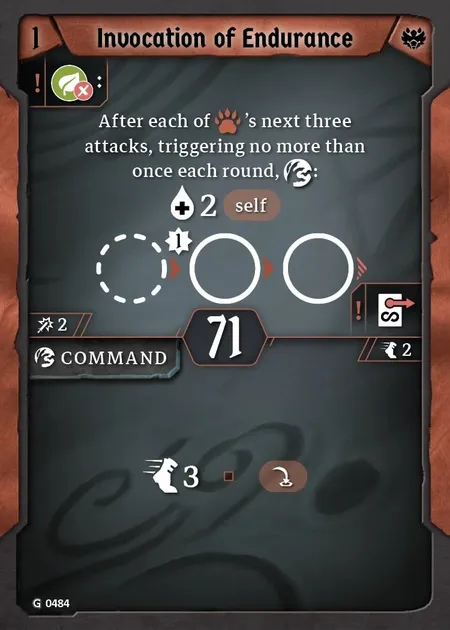 1 Invocation of Endurance
! :
After each of 's next three
attacks, triggering no more than
once each round, :
2 self
1
!
2
71
2
COMMAND
3
G 0484